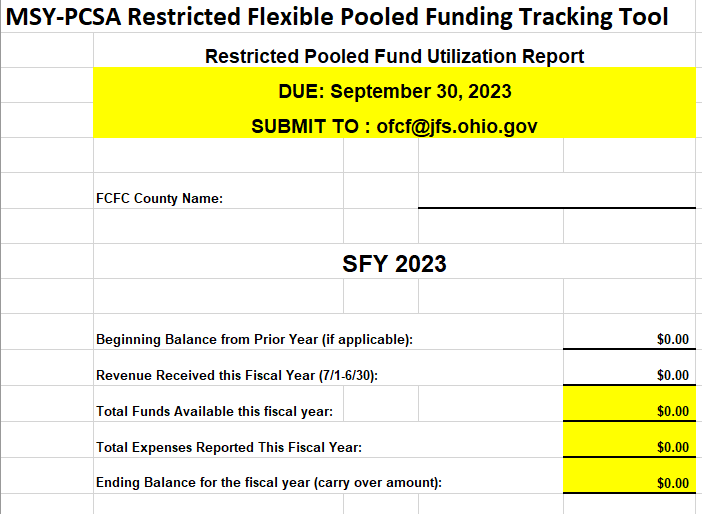 MSY-PCSA Restricted Flexible Pooled Funding Tracking Tool
Restricted Pooled Fund Utilization Report
DUE: September 30, 2023
SUBMIT TO : ofcf@jfs.ohio.gov
FCFC County Name:
SFY 2023
Beginning Balance from Prior Year (if applicable): $0.00
Revenue Received this Fiscal Year (7/1-6/30): $0.00
Total Funds Available this fiscal year: $0.00
Total Expenses Reported This Fiscal Year: $0.00
Ending Balance for the fiscal year (carry over amount): $0.00